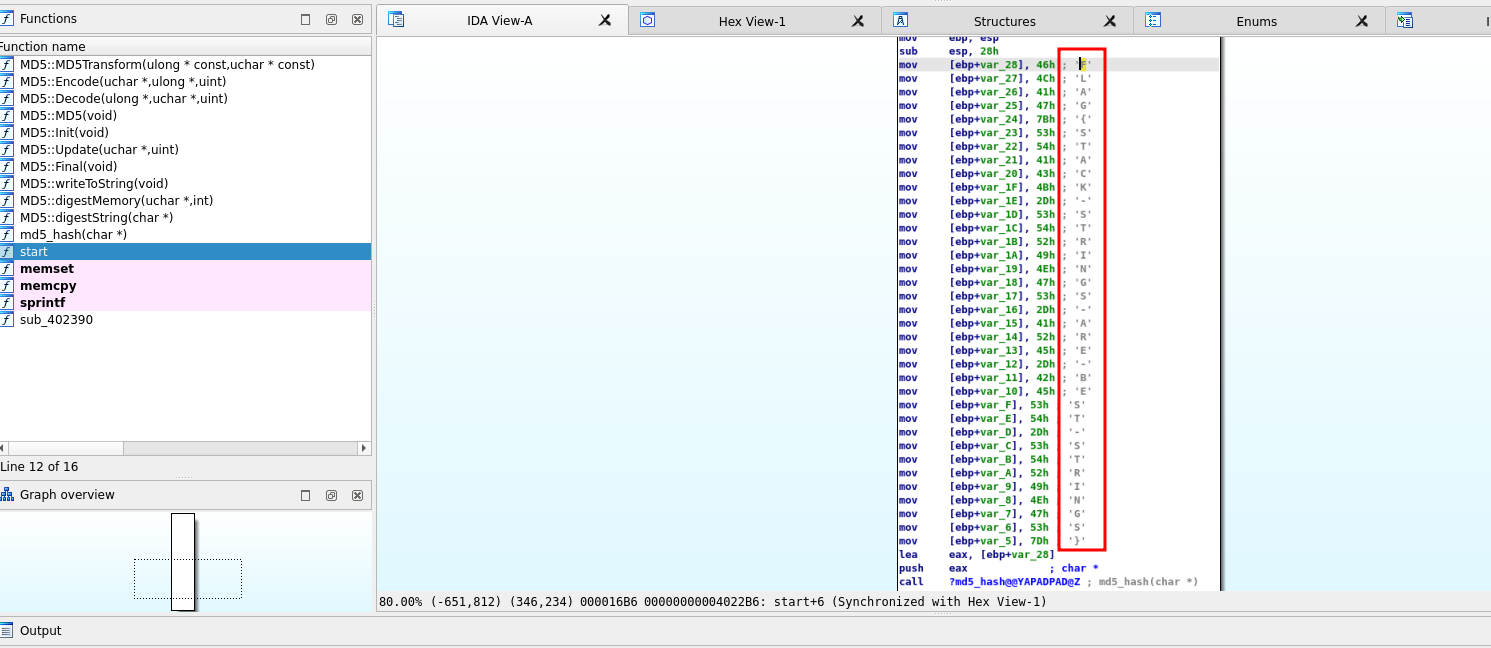 Functions
IDA View-A
Hex View-1
Structures
Enums
Function name
f MD5::MD5Transform(ulong * const,uchar * const)
f MD5::Encode(uchar *,ulong *,uint)
f MD5::Decode(ulong *,uchar *,uint)
f MD5::MD5(void)
f MD5::Init(void)
f MD5::Update(uchar *,uint)
f MD5::Final(void)
f MD5::writeToString(void)
f MD5::digestMemory(uchar *,int)
f MD5::digestString(char *)
f md5_hash(char *)
f start
f memset
f memcpy
f sprintf
f sub_402390
Line 12 of 16
Graph overview
mov ebp, esp
sub esp, 28h
mov [ebp+var_28], 46h ; 'F'
mov [ebp+var_27], 4Ch ; 'L'
mov [ebp+var_26], 41h ; 'A'
mov [ebp+var_25], 47h ; 'G'
mov [ebp+var_24], 7Bh ; '{'
mov [ebp+var_23], 53h ; 'S'
mov [ebp+var_22], 54h ; 'T'
mov [ebp+var_21], 41h ; 'A'
mov [ebp+var_20], 43h ; 'C'
mov [ebp+var_1F], 4Bh ; 'K'
mov [ebp+var_1E], 2Dh ; '-'
mov [ebp+var_1D], 53h ; 'S'
mov [ebp+var_1C], 54h ; 'T'
mov [ebp+var_1B], 52h ; 'R'
mov [ebp+var_1A], 49h ; 'I'
mov [ebp+var_19], 4Eh ; 'N'
mov [ebp+var_18], 47h ; 'G'
mov [ebp+var_17], 53h ; 'S'
mov [ebp+var_16], 2Dh ; '-'
mov [ebp+var_15], 41h ; 'A'
mov [ebp+var_14], 52h ; 'R'
mov [ebp+var_13], 45h ; 'E'
mov [ebp+var_12], 2Dh ; '-'
mov [ebp+var_11], 42h ; 'B'
mov [ebp+var_10], 45h ; 'E'
mov [ebp+var_F], 53h 'S'
mov [ebp+var_E], 54h 'T'
mov [ebp+var_D], 2Dh '-'
mov [ebp+var_C], 53h 'S'
mov [ebp+var_B], 54h 'T'
mov [ebp+var_A], 52h 'R'
mov [ebp+var_9], 49h 'I'
mov [ebp+var_8], 4Eh 'N'
mov [ebp+var_7], 47h 'G'
mov [ebp+var_6], 53h 'S'
mov [ebp+var_5], 7Dh '}'
lea eax, [ebp+var_28]
push eax ; char *
call ?md5_hash@@YAPADPAD@Z ; md5_hash(char *)
80.00% (-651,812) (346,234) 000016B6 00000000004022B6: start+6 (Synchronized with Hex View-1)
Output